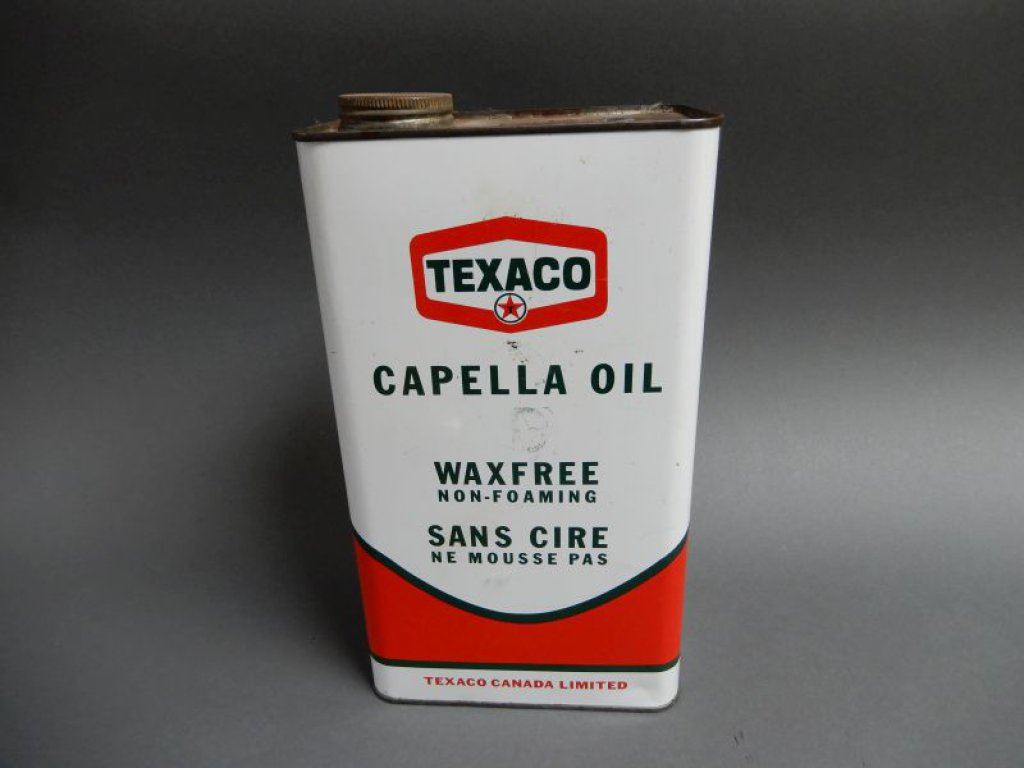 TEXACO
CAPELLA OIL
B
WAXFREE
NON-FOAMING
SANS CIRE
NE MOUSSE PAS
TEXACO CANADA LIMITED